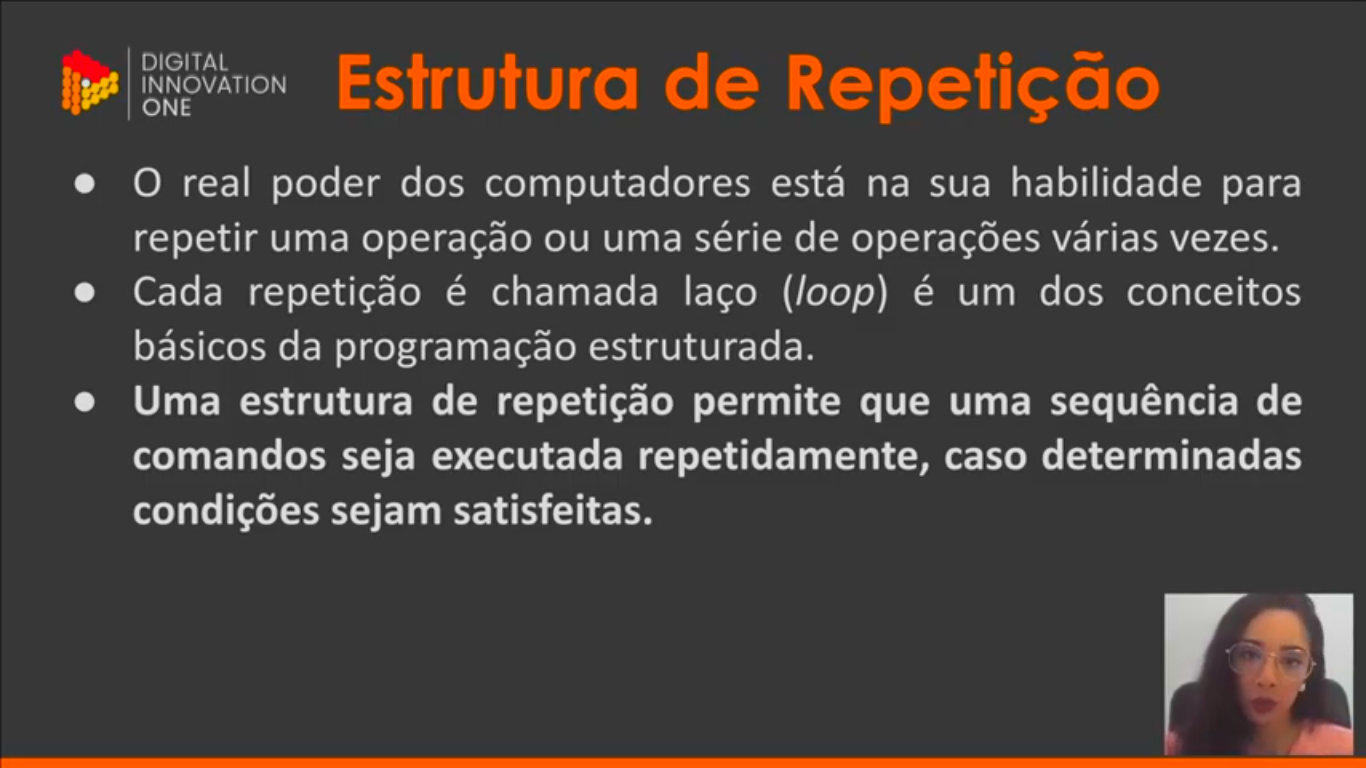 DIGITAL
INNOVATION
ONE
Estrutura de Repetição
● O real poder dos computadores está na sua habilidade para
repetir uma operação ou uma série de operações várias vezes.
● Cada repetição é chamada laço (loop) é um dos conceitos
básicos da programação estruturada.
● Uma estrutura de repetição permite que uma sequência de
comandos seja executada repetidamente, caso determinadas
condições sejam satisfeitas.